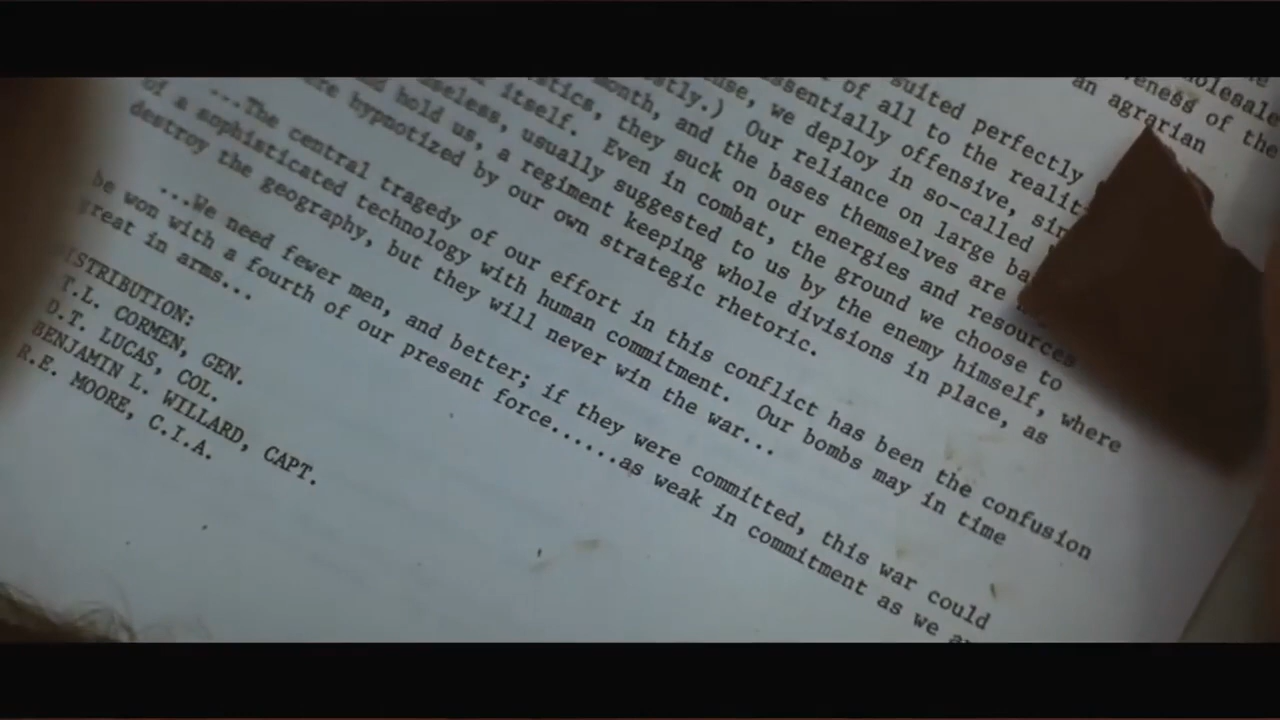 wholesale
of the
an agrarian
suited perfectly
of all to the
essentially offensive,
we deploy in so-called
Our reliance on large
month, and the bases themselves are
they suck on our energies and resources
itself. Even in combat, the ground we choose to
useless, usually suggested to us by the enemy himself, where
and hold us, a regiment keeping whole divisions in place, as
are hypnotized by our own strategic rhetoric.
...The central tragedy of our effort in this conflict has been the confusion
of a sophisticated technology with human commitment. Our bombs may in time
destroy the geography, but they will never win the war...
...We need fewer men, and better; if they were committed, this war could
be won with a fourth of our present force.....as weak in commitment as we
great in arms...
ISTRIBUTION:
T.L. CORMEN, GEN.
D.T. LUCAS, COL.
BENJAMIN L. WILLARD, CAPT.
R.E. MOORE, C.I.A.